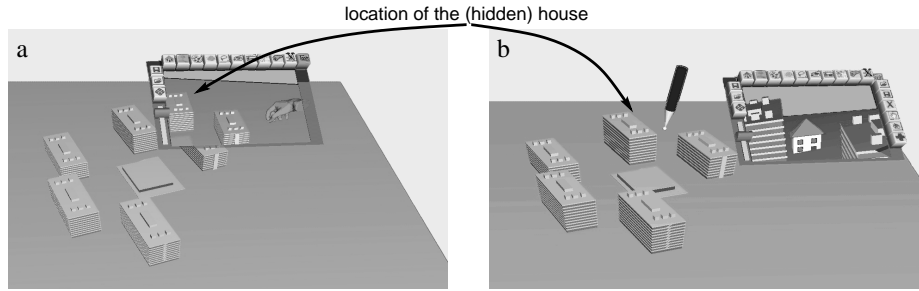 location of the (hidden) house
a
b
X
X
X